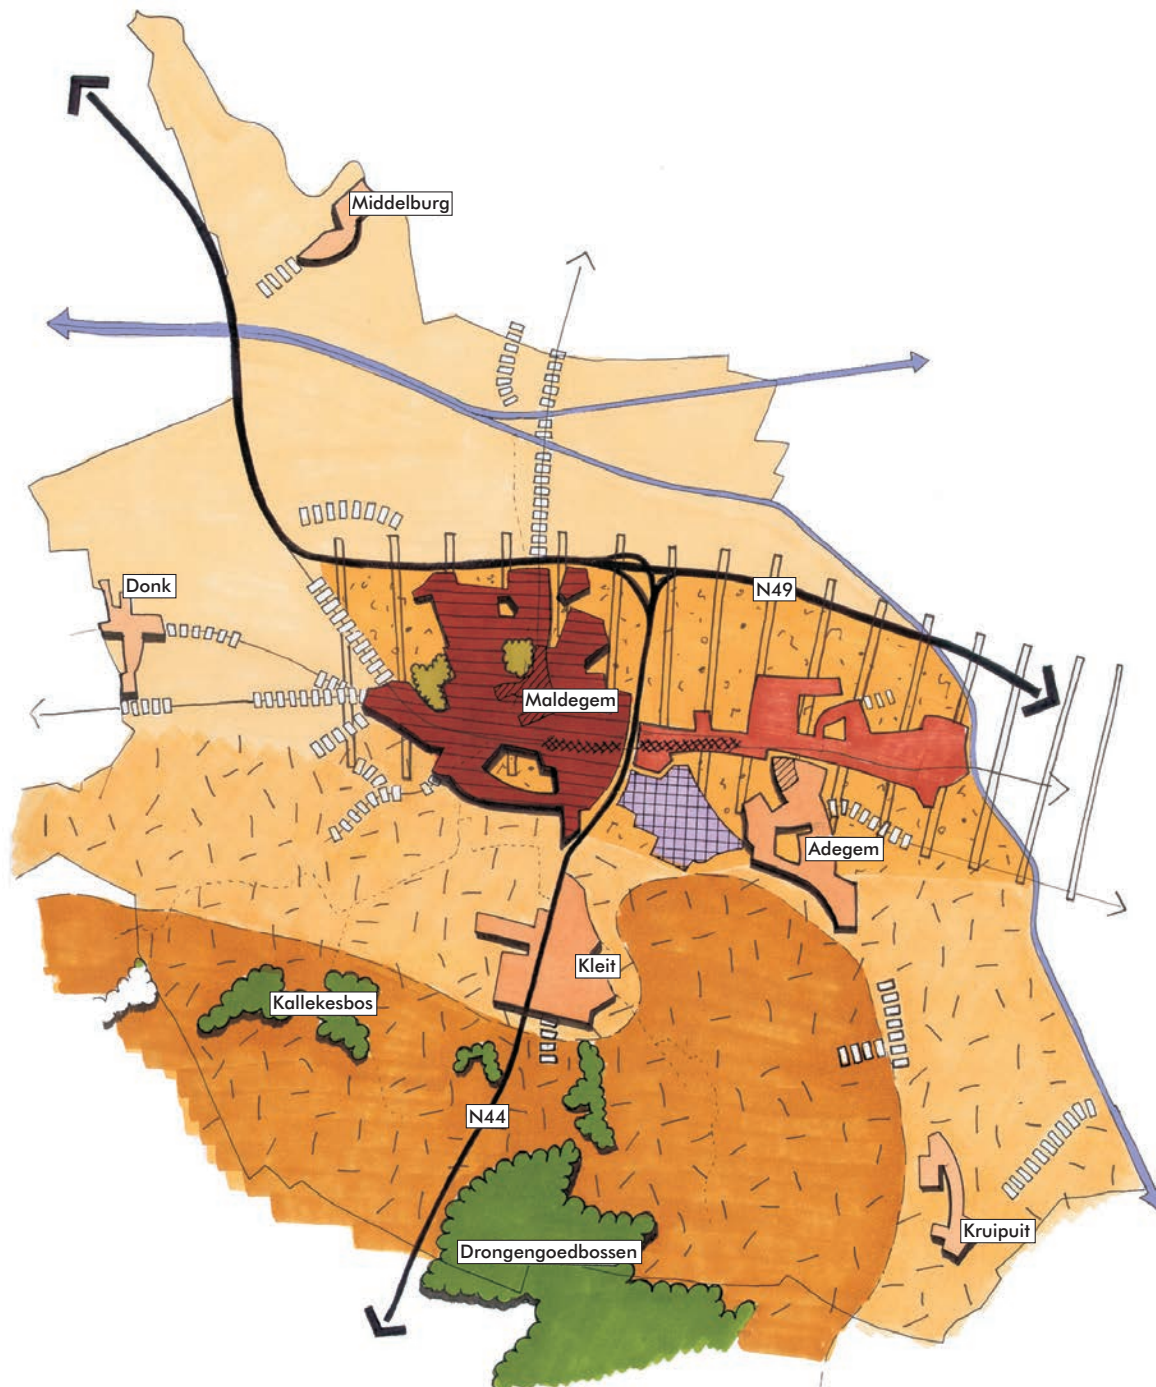 Middelburg
Donk
N49
Maldegem
Adegem
Kleit
Kallekesbos
N44
Kruipuit
Drongengoedbossen